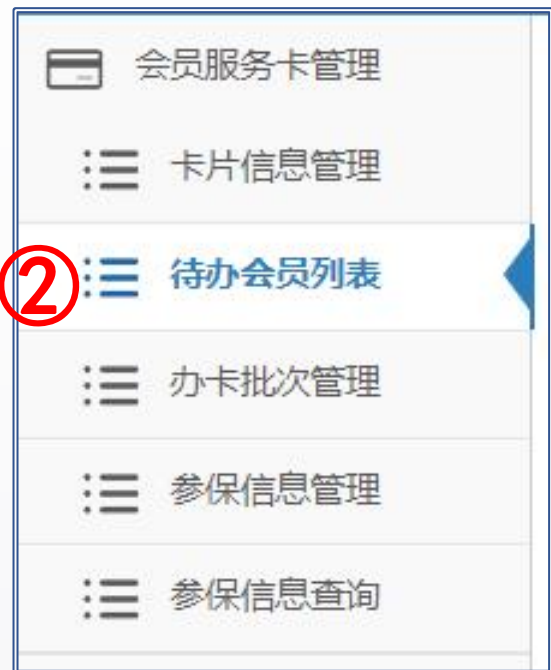 会员服务卡管理
卡片信息管理
② 待办会员列表
办卡批次管理
参保信息管理
参保信息查询